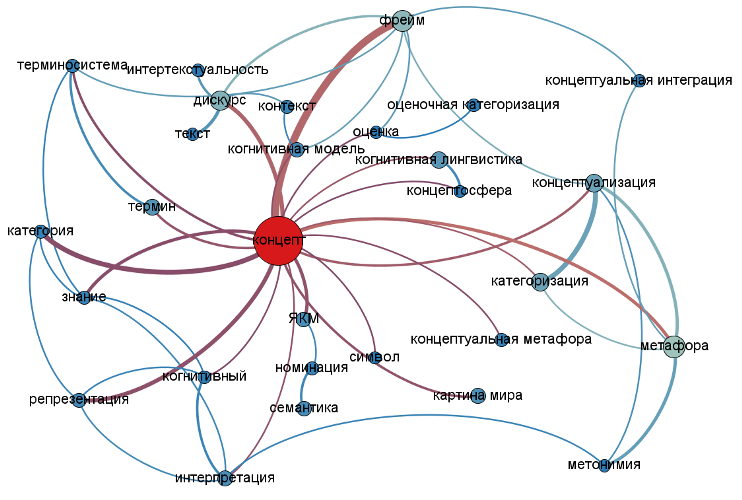 фрейм
терминосистема
интертекстуальность
концептуальная интеграция
дискурс
контекст
оценочная категоризация
текст
оценка
когнитивная модель
когнитивная лингвистика
концептуализация
концептосфера
термин
категория
концепт
категоризация
знание
ЯКМ
концептуальная метафора
метафора
символ
номинация
когнитивный
репрезентация
картина мира
семантика
метонимия
интерпретация